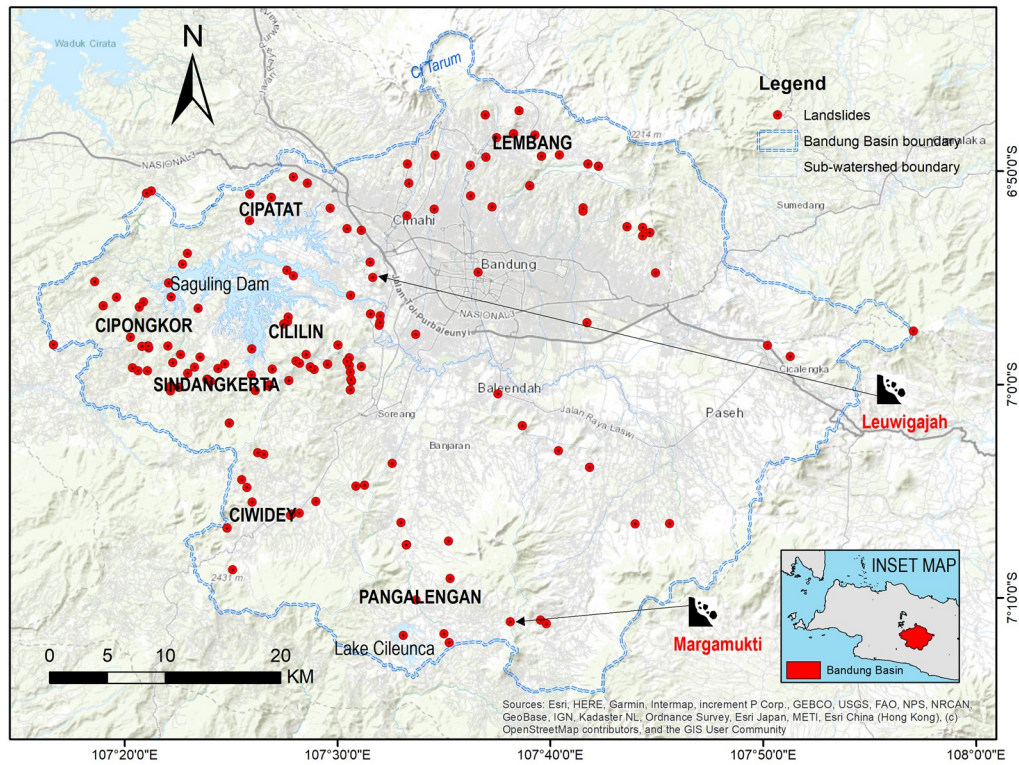 N
Waduk Cirata
Ci Tarum
Legend
Landslides
Bandung Basin boundary
Sub-watershed boundary
2214 m
NASIONAL-3
LEMBANG
Sumedang
6°50'0"S
CIPATAT
Cimahi
Bandung
Saguling Dam
Jalan Tol Purbaleunyi
NASIONAL3
CIPONGKOR
CILILIN
SINDANGKERTA
Cicalengka
7°0'0"S
Baleendah
Soreang
Jalan Raya Laswi
Paseh
Leuwigajah
Banjaran
CIWIDEY
2431 m
PANGALENGAN
INSET MAP
7°10'0"S
Margamukti
Lake Cileunca
0 5 10 20
KM
Bandung Basin
Sources: Esri, HERE, Garmin, Intermap, increment P Corp., GEBCO, USGS, FAO, NPS, NRCAN,
GeoBase, IGN, Kadaster NL, Ordnance Survey, Esri Japan, METI, Esri China (Hong Kong), (c)
OpenStreetMap contributors, and the GIS User Community
107°20'0"E 107°30'0"E 107°40'0"E 107°50'0"E 108°0'0"E